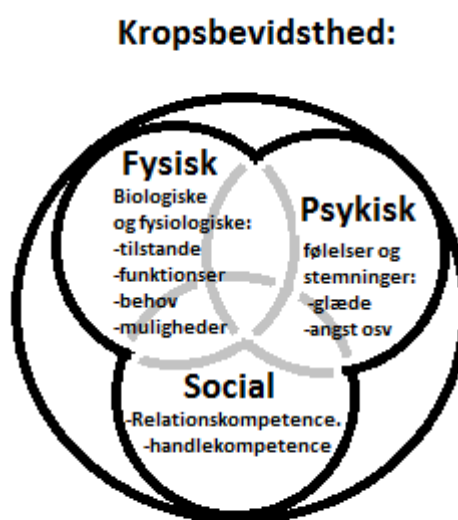 Kropsbevidsthed:
Fysisk
Biologiske
og fysiologiske:
-tilstande
-funktionser
-behov
-muligheder
Psykisk
følelser og
stemninger:
-glæde
-angst osv
Social
-Relationskompetence.
-handlekompetence